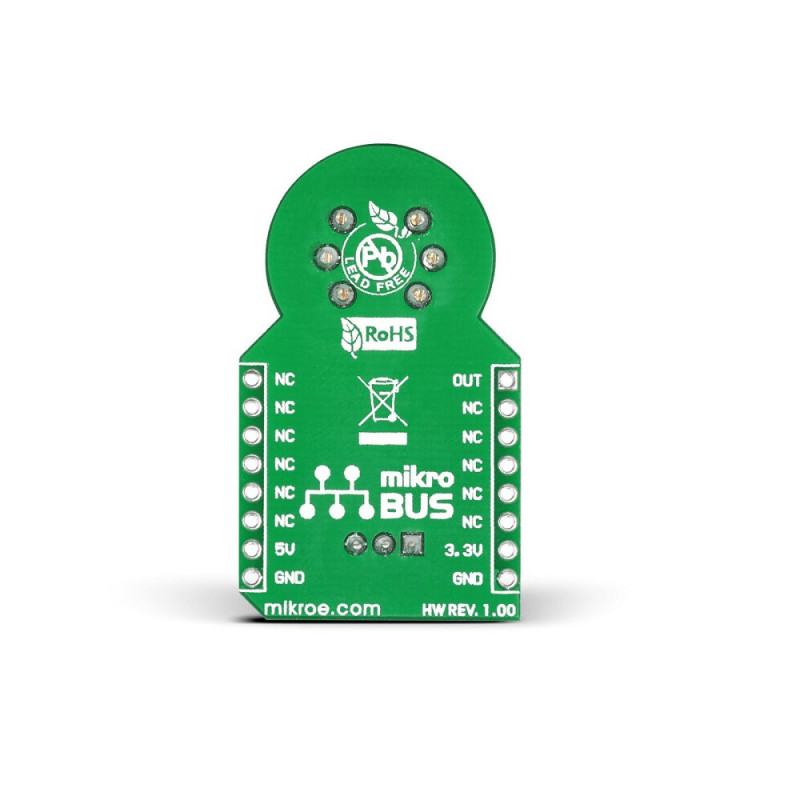 Pb
LEAD FREE
RoHS
NC OUT
NC NC
NC NC
NC NC
NC NC
NC NC
5V 3.3V
GND GND
mikro
BUS
mikroe.com HW REV. 1.00